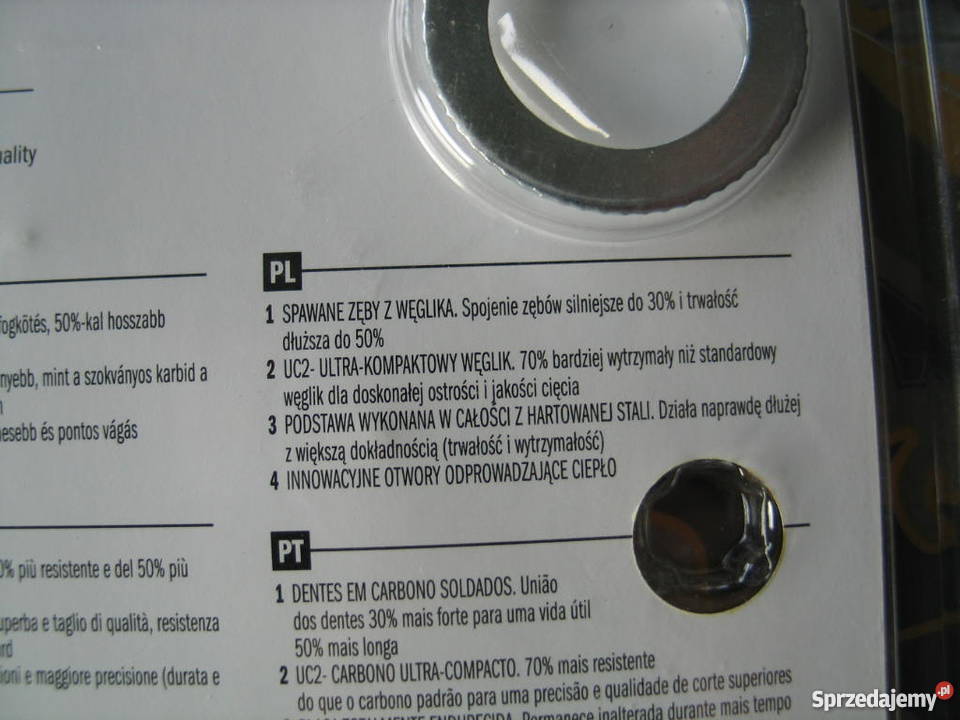 ality
fogkötés, 50%-kal hosszabb
nyebb, mint a szokványos karbid a
esebb és pontos vágás
0% più resistente e del 50% più
uperba e taglio di qualità, resistenza
rd
ioni e maggiore precisione (durata e
PL
1 SPAWANE ZĘBY Z WĘGLIKA. Spojenie zębów silniejsze do 30% i trwałość
dłuższa do 50%
2 UC2- ULTRA-KOMPAKTOWY WĘGLIK. 70% bardziej wytrzymały niż standardowy
węglik dla doskonałej ostrości i jakości cięcia
3 PODSTAWA WYKONANA W CAŁOŚCI Z HARTOWANEJ STALI. Działa naprawdę dłużej
z większą dokładnością (trwałość i wytrzymałość)
4 INNOWACYJNE OTWORY ODPROWADZAJĄCE CIEPŁO
PT
1 DENTES EM CARBONO SOLDADOS. União
dos dentes 30% mais forte para uma vida útil
50% mais longa
2 UC2- CARBONO ULTRA-COMPACTO. 70% mais resistente
do que o carbono padrão para uma precisão e qualidade de corte superiores
ENDURECIDA. Permanece inalterada durante mais tempo
Sprzedajemy.pl